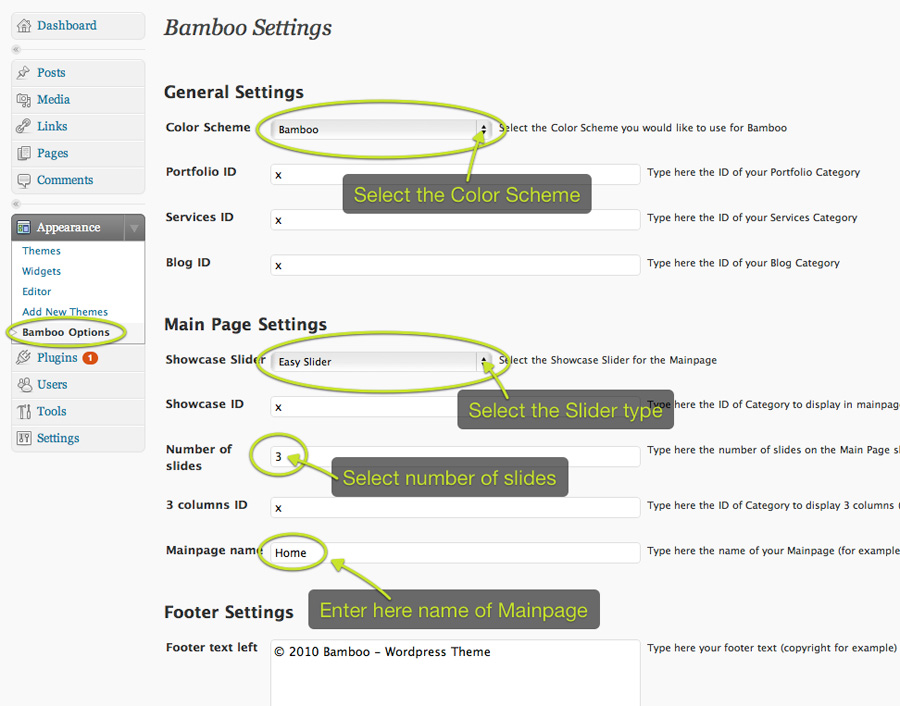 Dashboard
Posts
Media
Links
Pages
Comments
Appearance
Themes
Widgets
Editor
Add New Themes
Bamboo Options
Plugins 1
Users
Tools
Settings
Bamboo Settings
General Settings
Color Scheme Bamboo Select the Color Scheme you would like to use for Bamboo
Portfolio ID x Type here the ID of your Portfolio Category
Select the Color Scheme
Services ID x Type here the ID of your Services Category
Blog ID x Type here the ID of your Blog Category
Main Page Settings
Showcase Slider Easy Slider Select the Showcase Slider for the Mainpage
Showcase ID x Type here the ID of Category to display in mainpag
Select the Slider type
Number of
slides
3 Type here the number of slides on the Main Page sl
Select number of slides
3 columns ID x Type here the ID of Category to display 3 columns (
Mainpage name Home Type here the name of your Mainpage (for example
Enter here name of Mainpage
Footer Settings
Footer text left © 2010 Bamboo - Wordpress Theme Type here your footer text (copyright for example)